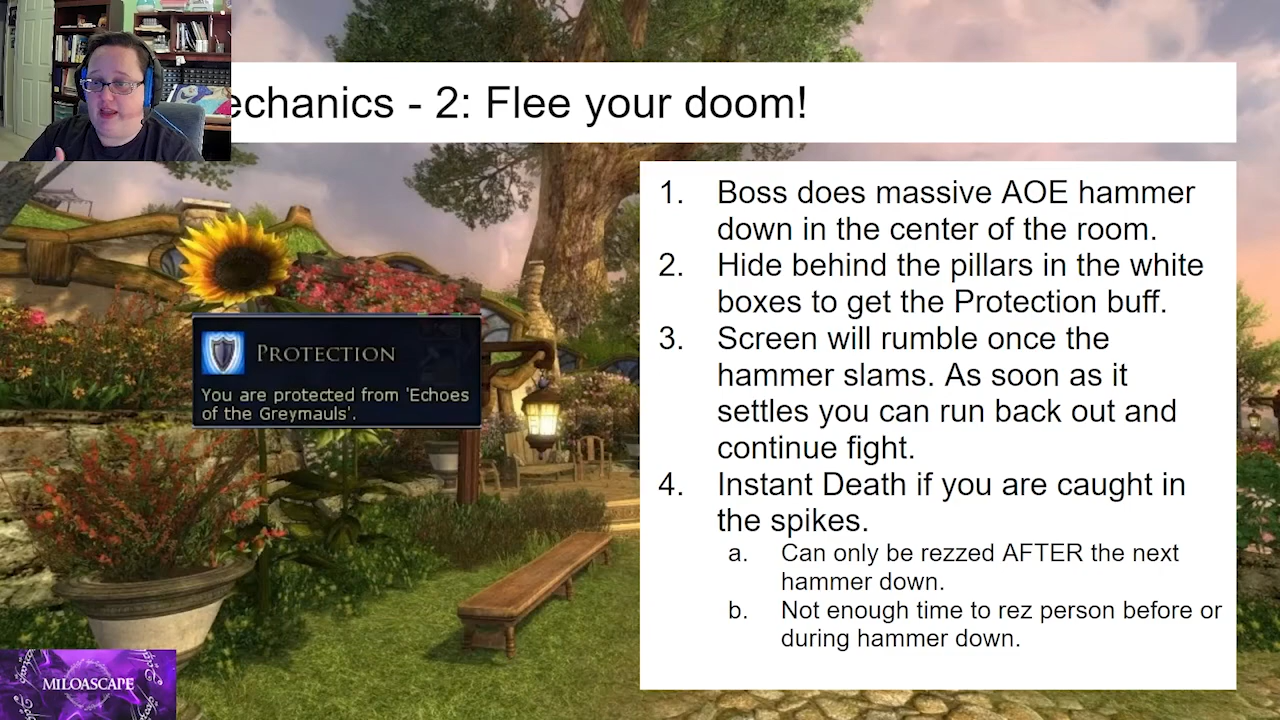 echanics - 2: Flee your doom!
1. Boss does massive AOE hammer
down in the center of the room.
2. Hide behind the pillars in the white
boxes to get the Protection buff.
3. Screen will rumble once the
hammer slams. As soon as it
settles you can run back out and
continue fight.
4. Instant Death if you are caught in
the spikes.
a. Can only be rezzed AFTER the next
hammer down.
b. Not enough time to rez person before or
during hammer down.
PROTECTION
You are protected from 'Echoes
of the Greymauls'.
MILOASCAPE